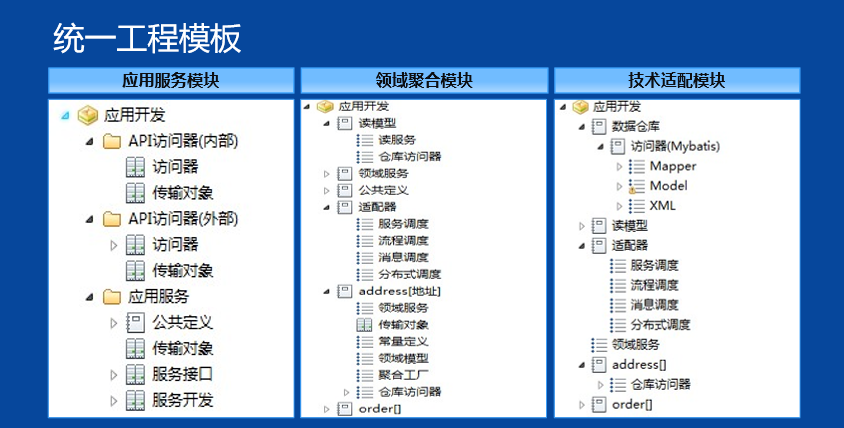 统一工程模板
应用服务模块
应用开发
API访问器(内部)
访问器
传输对象
API访问器(外部)
访问器
传输对象
应用服务
公共定义
传输对象
服务接口
服务开发
领域聚合模块
应用开发
读模型
读服务
仓库访问器
领域服务
公共定义
适配器
服务调度
流程调度
消息调度
分布式调度
address[地址]
领域服务
传输对象
常量定义
领域模型
聚合工厂
仓库访问器
order[]
技术适配模块
应用开发
数据仓库
访问器(Mybatis)
Mapper
Model
XML
读模型
适配器
服务调度
流程调度
消息调度
分布式调度
领域服务
address[]
仓库访问器
order[]